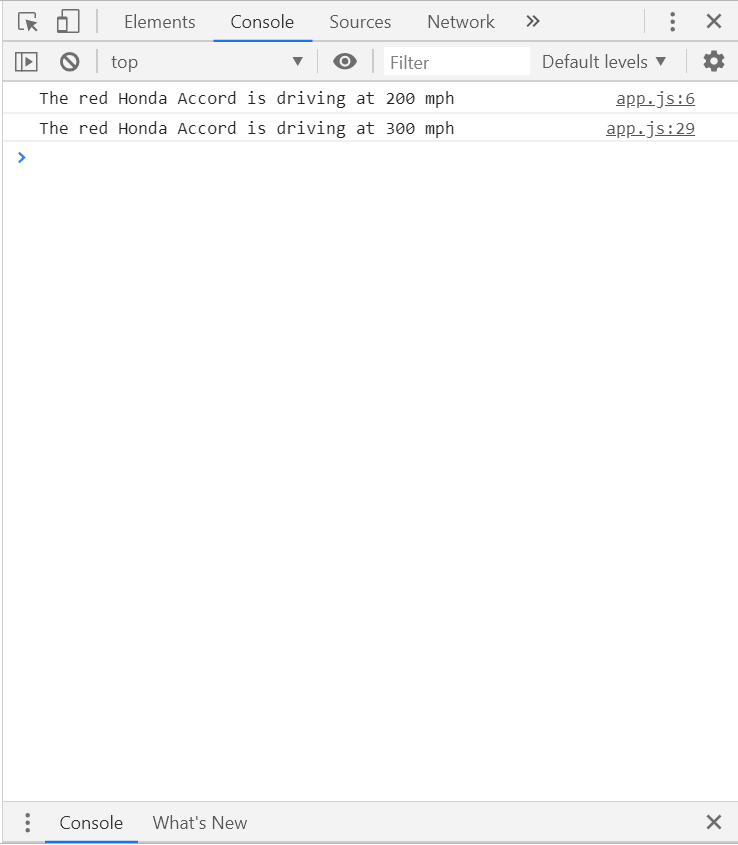 Elements Console Sources Network
top Filter Default levels
The red Honda Accord is driving at 200 mph app.js:6
The red Honda Accord is driving at 300 mph app.js:29
Console What's New